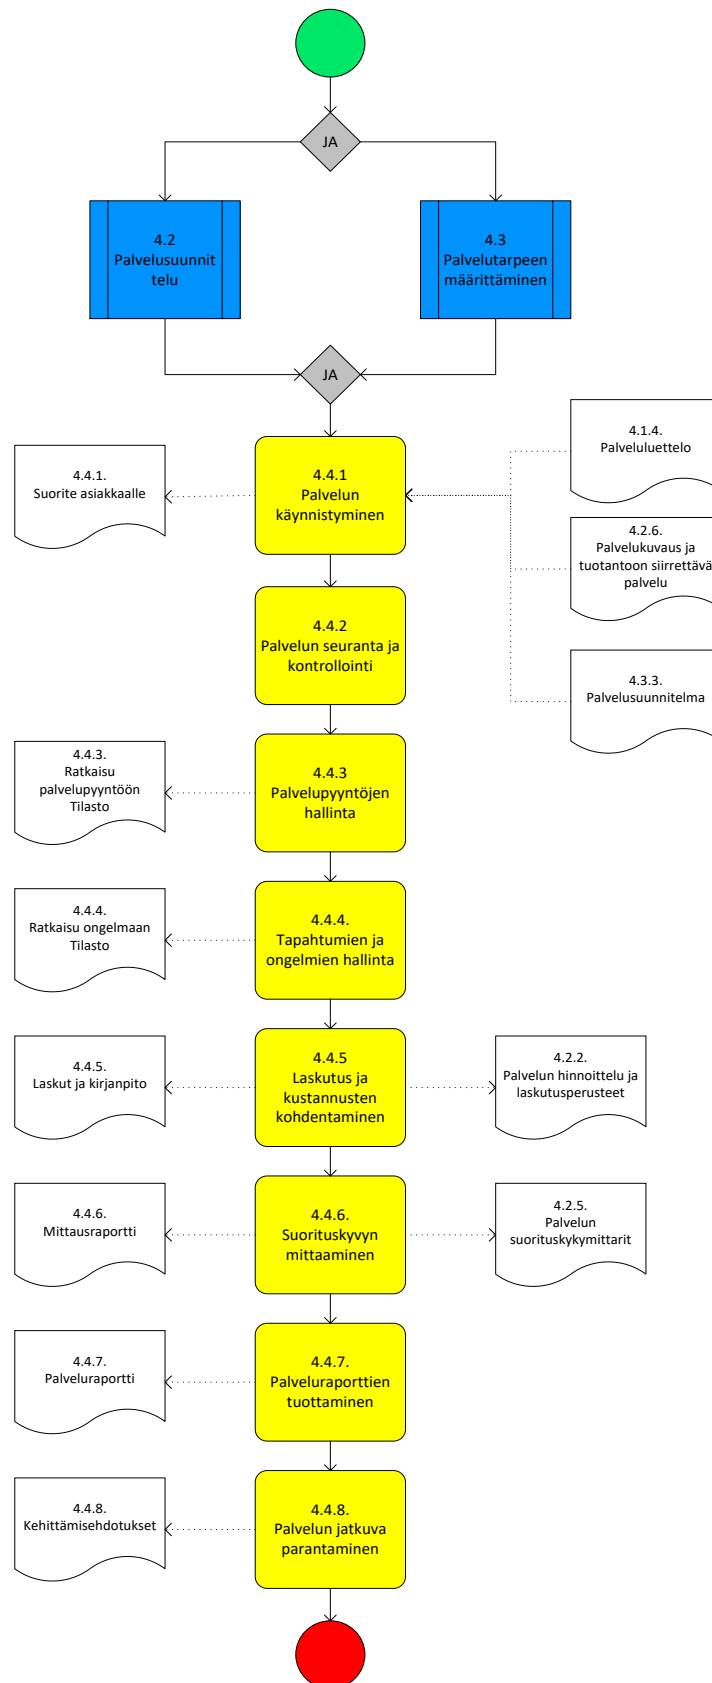 JA
4.2
Palvelusuunnit
telu
4.3
Palvelutarpeen
määrittäminen
JA
4.4.1.
Suorite asiakkaalle
4.4.1
Palvelun
käynnistyminen
4.1.4.
Palveluluettelo
4.2.6.
Palvelukuvaus ja
tuotantoon siirrettävä
palvelu
4.4.2
Palvelun seuranta ja
kontrollointi
4.3.3.
Palvelusuunnitelma
4.4.3.
Ratkaisu
palvelupyyntöön
Tilasto
4.4.3
Palvelupyyntöjen
hallinta
4.4.4.
Ratkaisu ongelmaan
Tilasto
4.4.4.
Tapahtumien ja
ongelmien hallinta
4.4.5.
Laskut ja kirjanpito
4.4.5
Laskutus ja
kustannusten
kohdentaminen
4.2.2.
Palvelun hinnoittelu ja
laskutusperusteet
4.4.6.
Mittausraportti
4.4.6.
Suorituskyvyn
mittaaminen
4.2.5.
Palvelun
suorituskykymittarit
4.4.7.
Palveluraportti
4.4.7.
Palveluraporttien
tuottaminen
4.4.8.
Kehittämisehdotukset
4.4.8.
Palvelun jatkuva
parantaminen